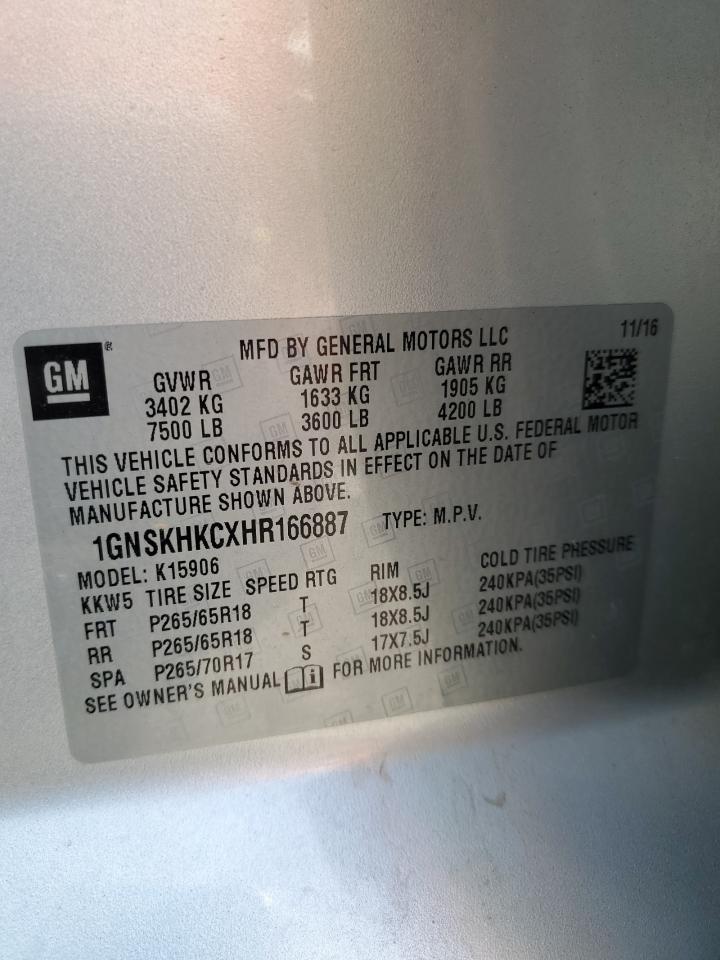 GM®
MFD BY GENERAL MOTORS LLC
11/16
GVWR GAWR FRT GAWR RR
3402 KG 1633 KG 1905 KG
7500 LB 3600 LB 4200 LB
THIS VEHICLE CONFORMS TO ALL APPLICABLE U.S. FEDERAL MOTOR
VEHICLE SAFETY STANDARDS IN EFFECT ON THE DATE OF
MANUFACTURE SHOWN ABOVE.
1GNSKHKCXHR166887 TYPE: M.P.V.
MODEL: K15906
KKW5 TIRE SIZE SPEED RTG RIM COLD TIRE PRESSURE
FRT P265/65R18 T 18X8.5J 240KPA(35PSI)
RR P265/65R18 T 18X8.5J 240KPA(35PSI)
SPA P265/70R17 S 17X7.5J 240KPA(35PSI)
SEE OWNER'S MANUAL FOR MORE INFORMATION.